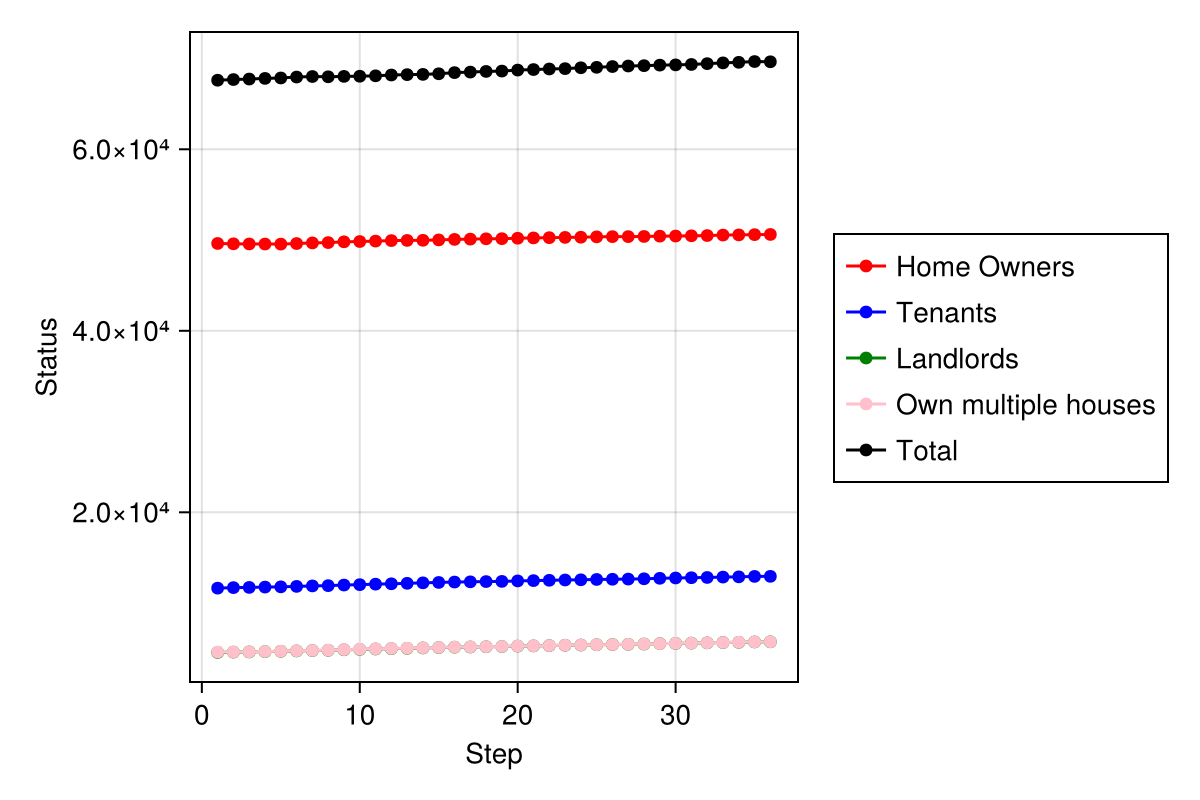 6.0×10⁴
4.0×10⁴
2.0×10⁴
Status
0 10 20 30
Step
Home Owners
Tenants
Landlords
Own multiple houses
Total